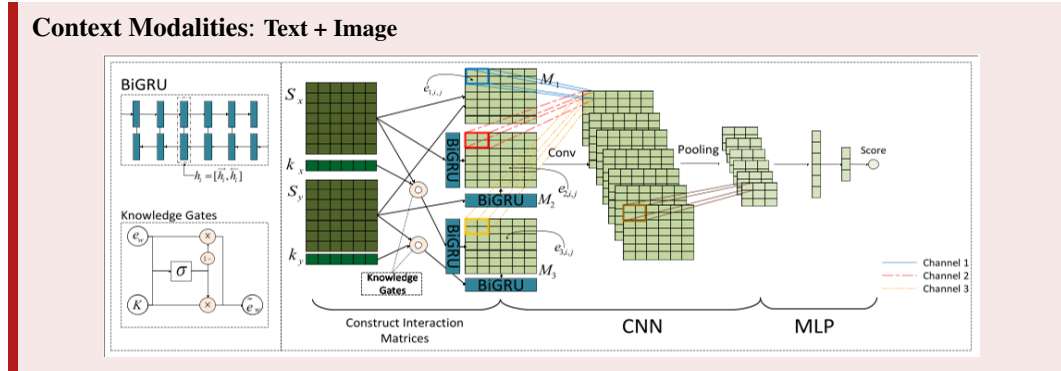 Context Modalities: Text + Image
BiGRU
h_i = [h_i, h_i]
Knowledge Gates
e_w
σ
K
e_w
×
1-
×
S_x
k_x
S_y
k_y
Knowledge
Gates
e_{1,i,j}
M_1
BiGRU
BiGRU
M_2
e_{2,i,j}
BiGRU
BiGRU
M_3
e_{3,i,j}
Conv
Pooling
Score
Channel 1
Channel 2
Channel 3
Construct Interaction
Matrices
CNN
MLP